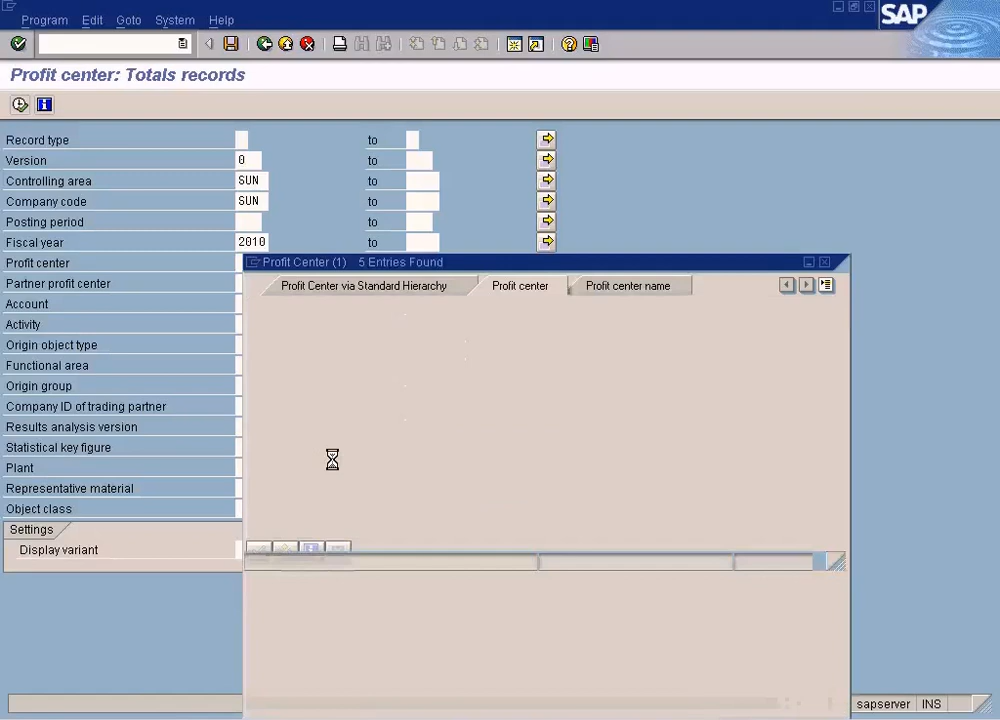 Program Edit Goto System Help
SAP
Profit center: Totals records
Record type to
Version 0 to
Controlling area SUN to
Company code SUN to
Posting period to
Fiscal year 2010 to
Profit center
Partner profit center
Account
Activity
Origin object type
Functional area
Origin group
Company ID of trading partner
Results analysis version
Statistical key figure
Plant
Representative material
Object class
Settings
Display variant
Profit Center (1) 5 Entries Found
Profit Center via Standard Hierarchy Profit center Profit center name
sapserver INS